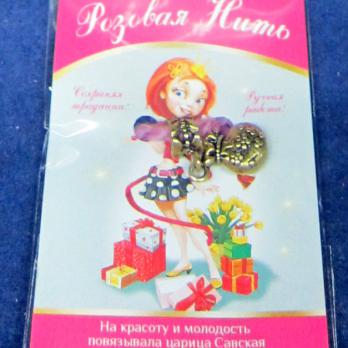 Розовая Нить
Сохраняя
традиции!
Ручная
работа!
На красоту и молодость
повязывала царица Савская